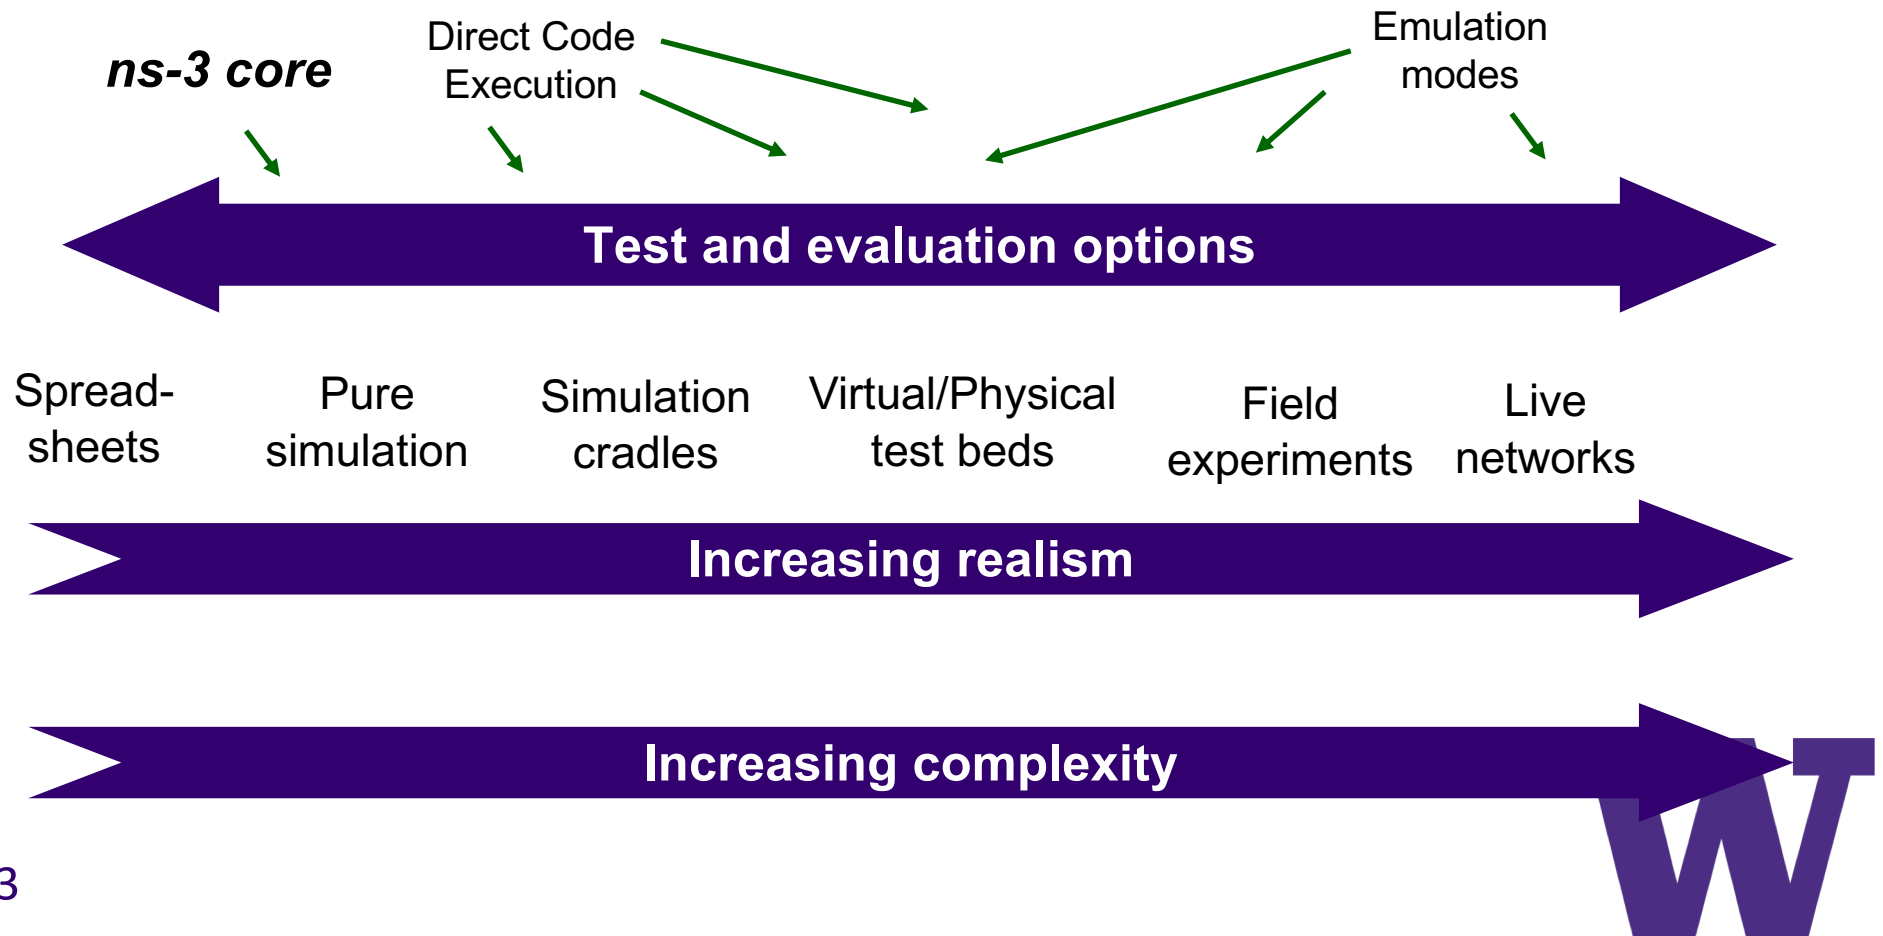 ns-3 core
Direct Code
Execution
Emulation
modes
Test and evaluation options
Spread-
sheets
Pure
simulation
Simulation
cradles
Virtual/Physical
test beds
Field
experiments
Live
networks
Increasing realism
Increasing complexity
W
3